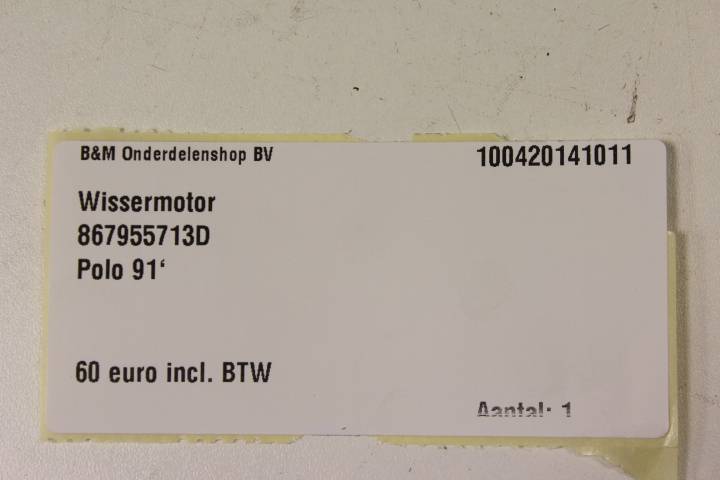 B&M Onderdelenshop BV 100420141011
Wissermotor
867955713D
Polo 91‘
60 euro incl. BTW
Aantal: 1